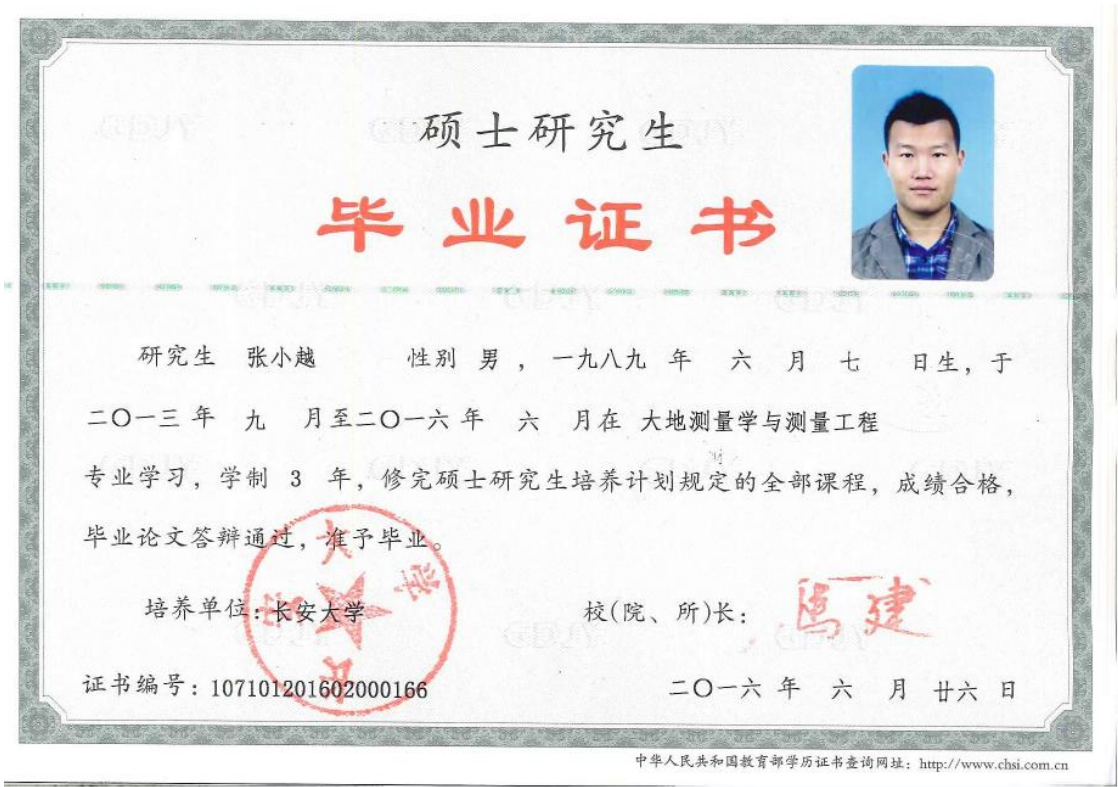 硕士研究生
毕业证书
研究生 张小越 性别 男 , 一九八九 年 六 月 七 日生, 于
二〇一三 年 九 月至二〇一六 年 六 月在 大地测量学与测量工程
专业学习, 学制 3 年, 修完硕士研究生培养计划规定的全部课程, 成绩合格,
毕业论文答辩通过, 准予毕业。
培养单位: 长安大学
校(院、所)长:
证书编号: 107101201602000166
二〇一六 年 六 月 廿六 日
中华人民共和国教育部学历证书查询网址: http://www.chsi.com.cn